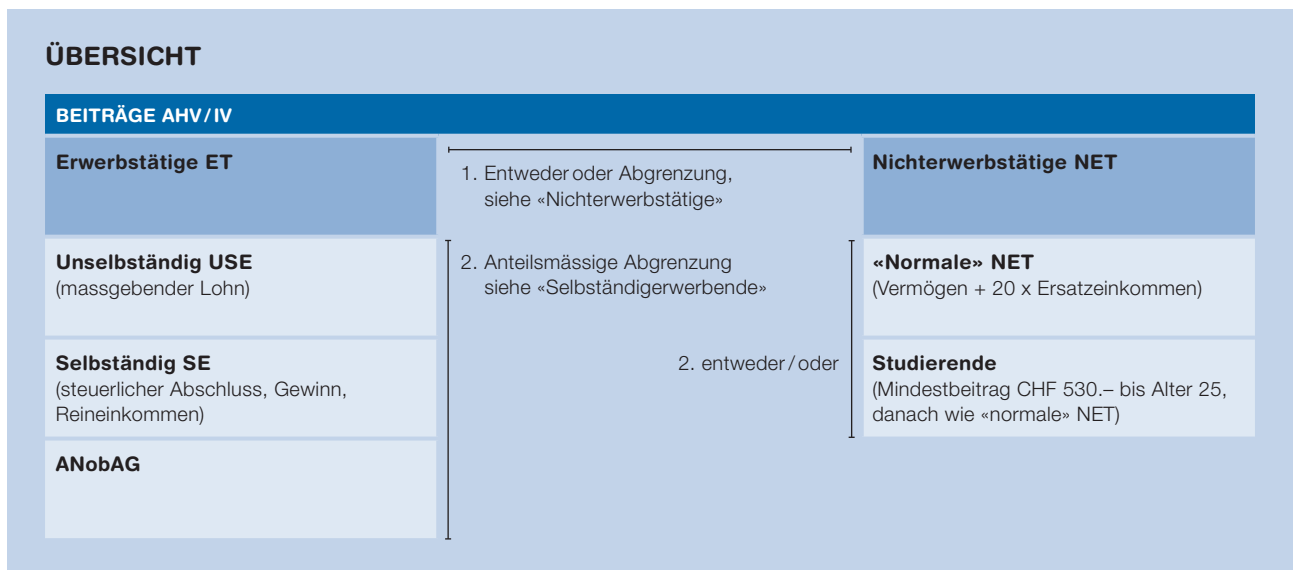 ÜBERSICHT
BEITRÄGE AHV/IV
Erwerbstätige ET
1. Entweder oder Abgrenzung,
siehe «Nichterwerbstätige»
Nichterwerbstätige NET
Unselbständig USE
(massgebender Lohn)
2. Anteilsmässige Abgrenzung
siehe «Selbständigerwerbende»
«Normale» NET
(Vermögen + 20 x Ersatzeinkommen)
Selbständig SE
(steuerlicher Abschluss, Gewinn,
Reineinkommen)
2. entweder/oder
Studierende
(Mindestbeitrag CHF 530.– bis Alter 25,
danach wie «normale» NET)
ANobAG